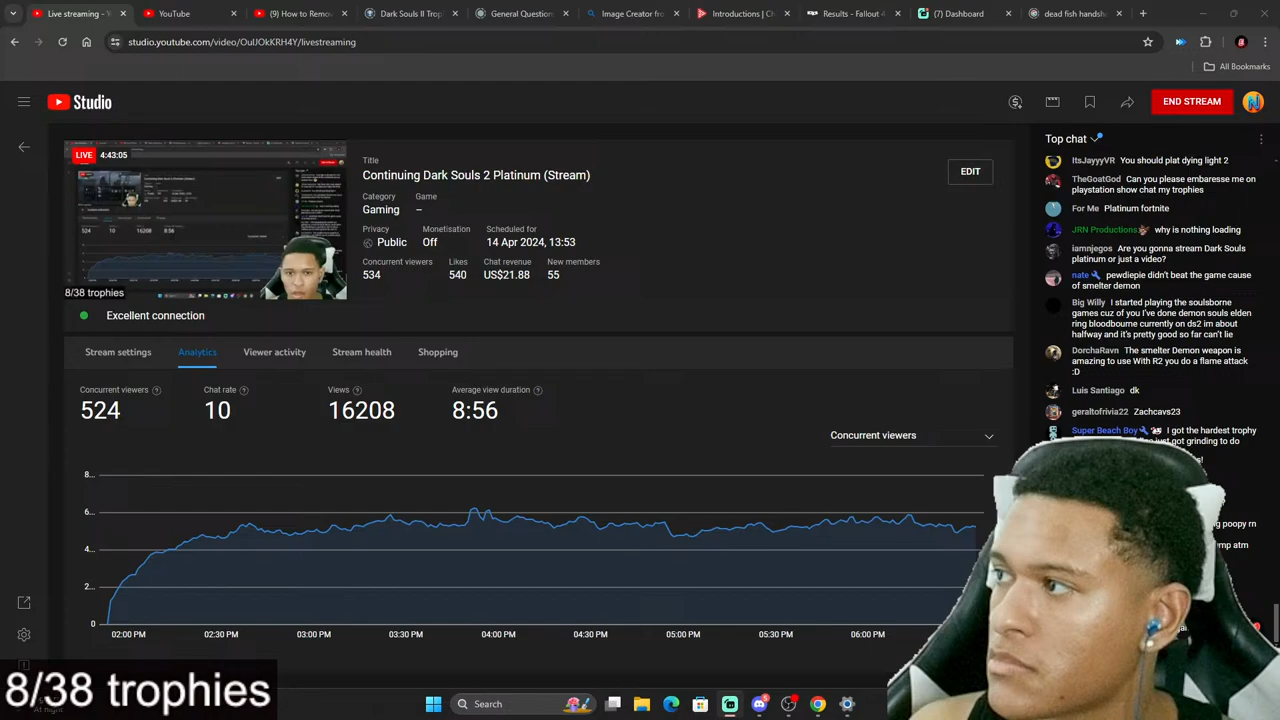 Live streaming - Y
YouTube
(9) How to Remov
Dark Souls II Trop
General Question
Image Creator fro
Introductions | Ch
Results - Fallout 4
(7) Dashboard
dead fish handsha
studio.youtube.com/video/OulJOkKRH4Y/livestreaming
All Bookmarks
Studio
END STREAM
LIVE 4:43:05
8/38 trophies
Title
Continuing Dark Souls 2 Platinum (Stream)
EDIT
Category Game
Gaming –
Privacy Monetisation Scheduled for
Public Off 14 Apr 2024, 13:53
Concurrent viewers Likes Chat revenue New members
534 540 US$21.88 55
Excellent connection
Stream settings Analytics Viewer activity Stream health Shopping
Concurrent viewers Chat rate Views Average view duration
524 10 16208 8:56
Concurrent viewers
8...
6...
4...
2...
0
02:00 PM 02:30 PM 03:00 PM 03:30 PM 04:00 PM 04:30 PM 05:00 PM 05:30 PM 06:00 PM
Top chat
ItsJayyyVR You should plat dying light 2
TheGoatGod Can you please embaresse me on
playstation show chat my trophies
For Me Platinum fortnite
JRN Productions why is nothing loading
iamnjegos Are you gonna stream Dark Souls
platinum or just a video?
nate pewdiepie didn't beat the game cause
of smelter demon
Big Willy I started playing the soulsborne
games cuz of you I've done demon souls elden
ring bloodbourne currently on ds2 im about
halfway and it's pretty good so far can't lie
DorchaRavn The smelter Demon weapon is
amazing to use With R2 you do a flame attack
:D
Luis Santiago dk
geraltofrivia22 Zachcavs23
Super Beach Boy I got the hardest trophy
just got grinding to do
poopy rn
atm
8/38 trophies
Search